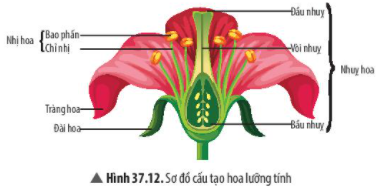 Đầu nhuỵ
Nhị hoa { Bao phấn
Chỉ nhị
Vòi nhuỵ
Nhuỵ hoa
Tràng hoa
Đài hoa
Bầu nhuỵ
▲ Hình 37.12. Sơ đồ cấu tạo hoa lưỡng tính